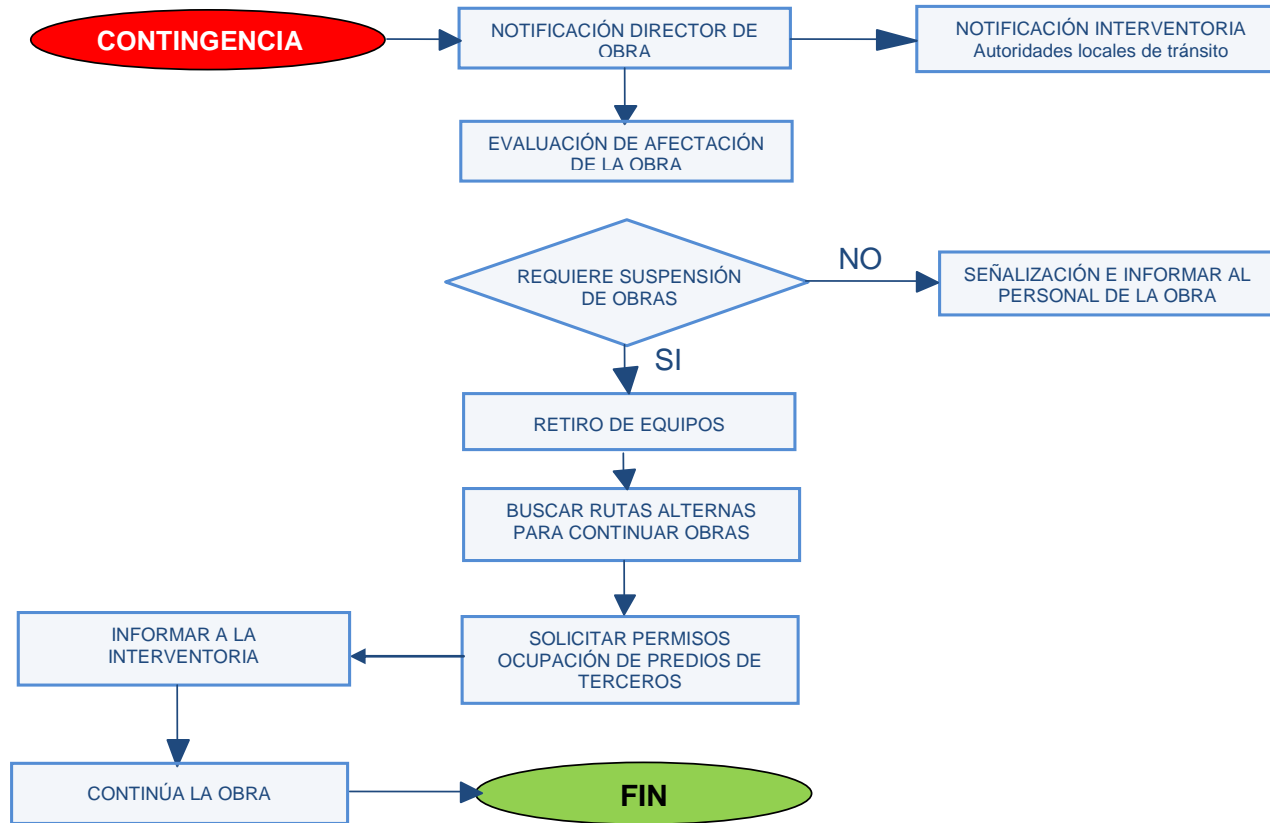 CONTINGENCIA
NOTIFICACIÓN DIRECTOR DE
OBRA
NOTIFICACIÓN INTERVENTORIA
Autoridades locales de tránsito
EVALUACIÓN DE AFECTACIÓN
DE LA OBRA
REQUIERE SUSPENSIÓN
DE OBRAS
NO
SEÑALIZACIÓN E INFORMAR AL
PERSONAL DE LA OBRA
SI
RETIRO DE EQUIPOS
BUSCAR RUTAS ALTERNAS
PARA CONTINUAR OBRAS
SOLICITAR PERMISOS
OCUPACIÓN DE PREDIOS DE
TERCEROS
INFORMAR A LA
INTERVENTORIA
CONTINÚA LA OBRA
FIN